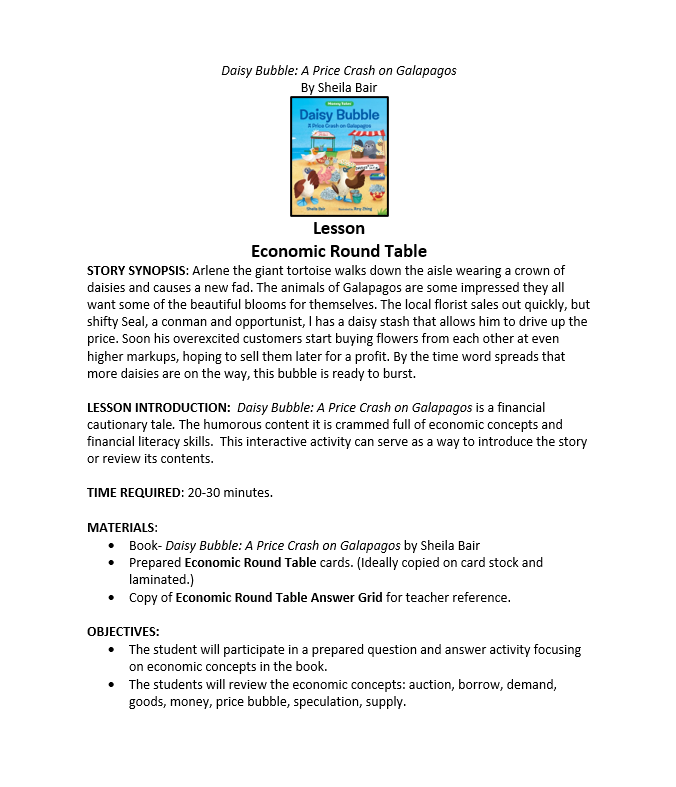 Daisy Bubble: A Price Crash on Galapagos
By Sheila Bair
Money Tales
Daisy Bubble
A Price Crash on Galapagos
SWEET
Sheila Bair
Amy Zhing
Lesson
Economic Round Table
STORY SYNOPSIS: Arlene the giant tortoise walks down the aisle wearing a crown of
daisies and causes a new fad. The animals of Galapagos are some impressed they all
want some of the beautiful blooms for themselves. The local florist sales out quickly, but
shifty Seal, a conman and opportunist, l has a daisy stash that allows him to drive up the
price. Soon his overexcited customers start buying flowers from each other at even
higher markups, hoping to sell them later for a profit. By the time word spreads that
more daisies are on the way, this bubble is ready to burst.
LESSON INTRODUCTION:  Daisy Bubble: A Price Crash on Galapagos is a financial
cautionary tale. The humorous content it is crammed full of economic concepts and
financial literacy skills.  This interactive activity can serve as a way to introduce the story
or review its contents.
TIME REQUIRED: 20-30 minutes.
MATERIALS:
• Book- Daisy Bubble: A Price Crash on Galapagos by Sheila Bair
• Prepared Economic Round Table cards. (Ideally copied on card stock and
laminated.)
• Copy of Economic Round Table Answer Grid for teacher reference.
OBJECTIVES:
• The student will participate in a prepared question and answer activity focusing
on economic concepts in the book.
• The students will review the economic concepts: auction, borrow, demand,
goods, money, price bubble, speculation, supply.